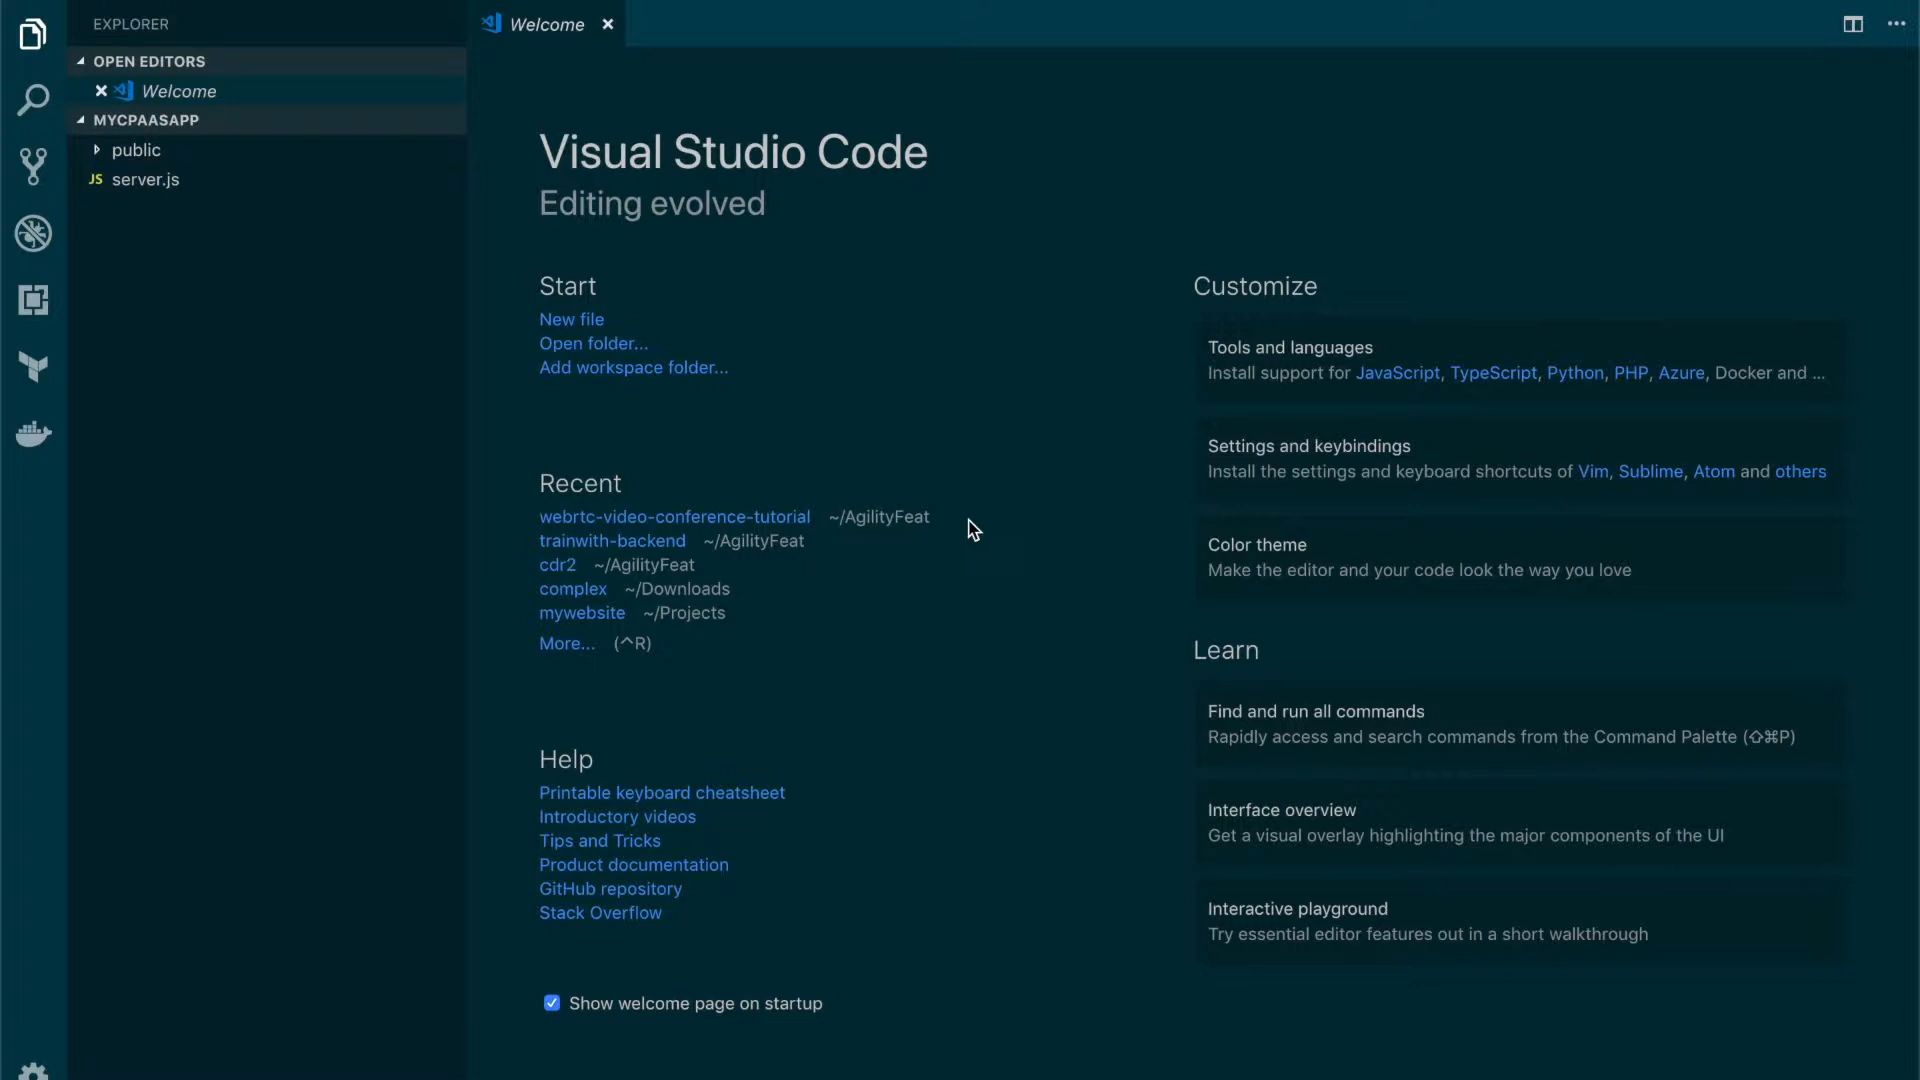 EXPLORER
OPEN EDITORS
Welcome
MYCPAASAPP
public
JS server.js
Welcome
Visual Studio Code
Editing evolved
Start
New file
Open folder...
Add workspace folder...
Recent
webrtc-video-conference-tutorial ~/AgilityFeat
trainwith-backend ~/AgilityFeat
cdr2 ~/AgilityFeat
complex ~/Downloads
mywebsite ~/Projects
More... (^R)
Help
Printable keyboard cheatsheet
Introductory videos
Tips and Tricks
Product documentation
GitHub repository
Stack Overflow
Show welcome page on startup
Customize
Tools and languages
Install support for JavaScript, TypeScript, Python, PHP, Azure, Docker and ...
Settings and keybindings
Install the settings and keyboard shortcuts of Vim, Sublime, Atom and others
Color theme
Make the editor and your code look the way you love
Learn
Find and run all commands
Rapidly access and search commands from the Command Palette (⇧⌘P)
Interface overview
Get a visual overlay highlighting the major components of the UI
Interactive playground
Try essential editor features out in a short walkthrough